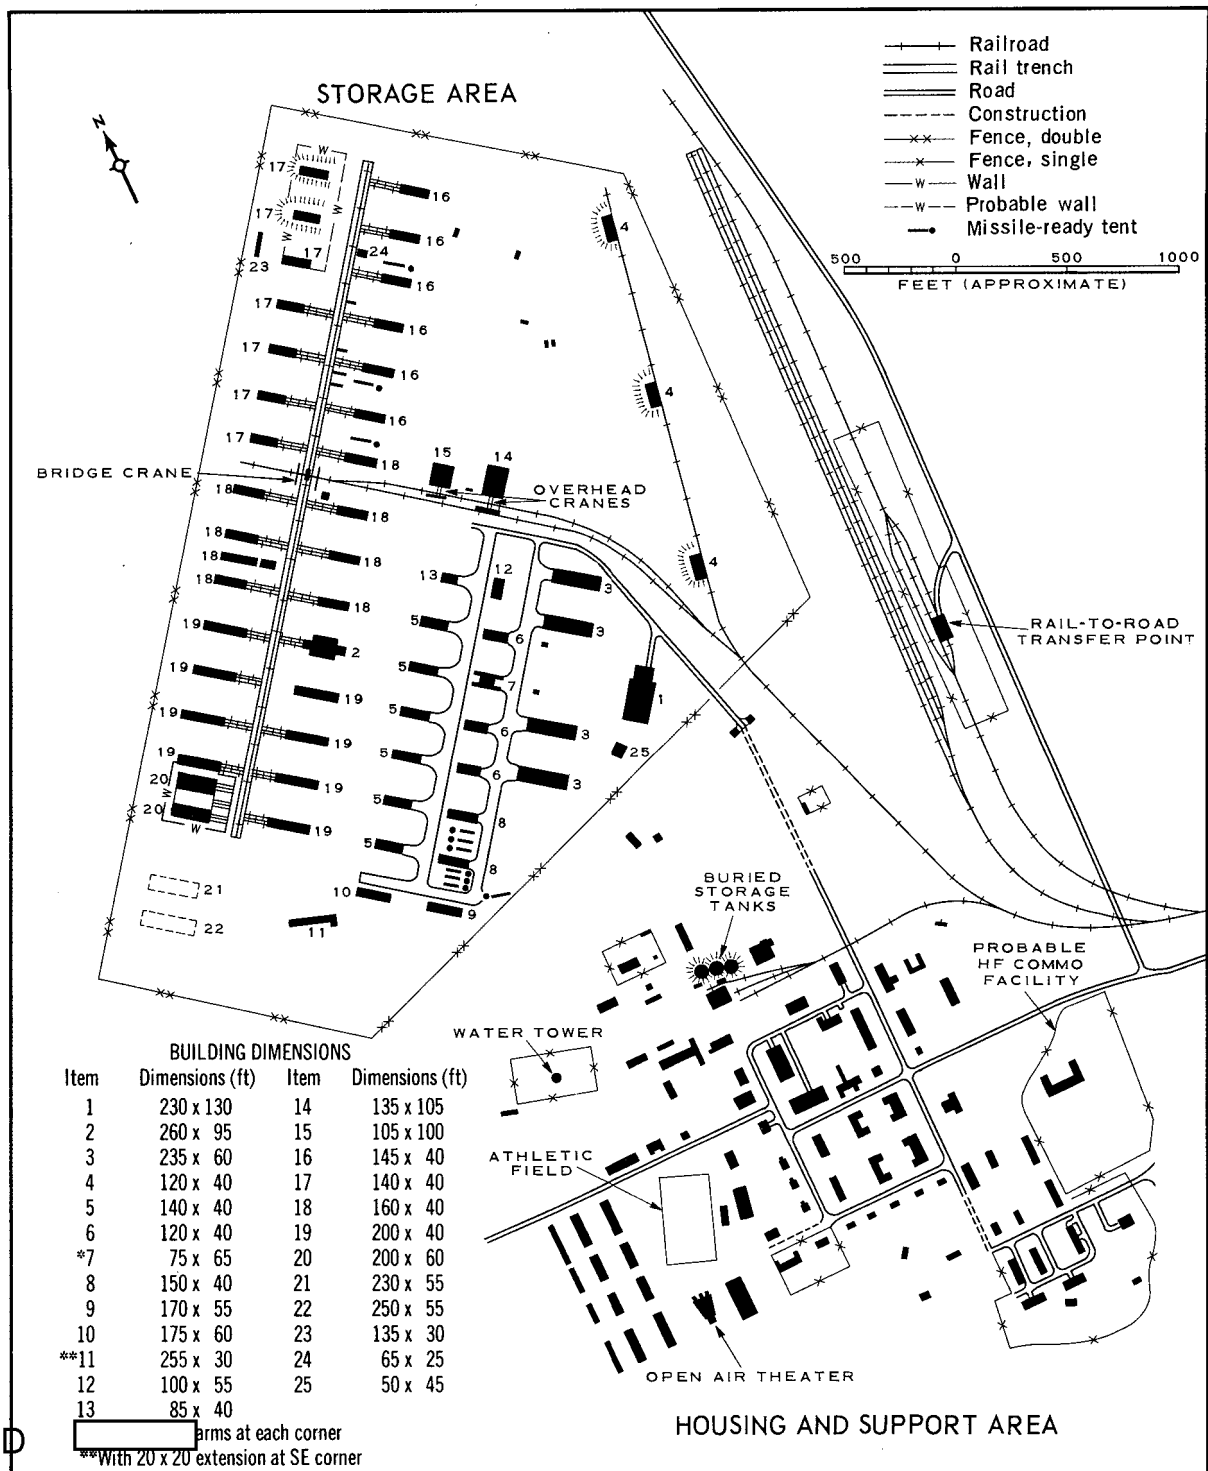 Railroad
Rail trench
Road
Construction
Fence, double
Fence, single
Wall
Probable wall
Missile-ready tent
500 0 500 1000
FEET (APPROXIMATE)
STORAGE AREA
N
W
17
16
W
17
W
16
W
24
23
17
16
17
16
17
16
17
16
17
18
15
14
BRIDGE CRANE
OVERHEAD
CRANES
18
18
18
18
18
13
12
3
18
18
5
6
3
19
2
5
7
1
19
19
5
6
3
25
19
19
5
6
3
19
20
19
5
8
W
20
W
19
5
8
21
10
9
22
11
4
4
4
RAIL-TO-ROAD
TRANSFER POINT
BURIED
STORAGE
TANKS
PROBABLE
HF COMMO
FACILITY
WATER TOWER
ATHLETIC
FIELD
OPEN AIR THEATER
HOUSING AND SUPPORT AREA
BUILDING DIMENSIONS
Item Dimensions (ft) Item Dimensions (ft)
1 230 x 130 14 135 x 105
2 260 x 95 15 105 x 100
3 235 x 60 16 145 x 40
4 120 x 40 17 140 x 40
5 140 x 40 18 160 x 40
6 120 x 40 19 200 x 40
*7 75 x 65 20 200 x 60
8 150 x 40 21 230 x 55
9 170 x 55 22 250 x 55
10 175 x 60 23 135 x 30
**11 255 x 30 24 65 x 25
12 100 x 55 25 50 x 45
13 85 x 40
arms at each corner
**With 20 x 20 extension at SE corner
D